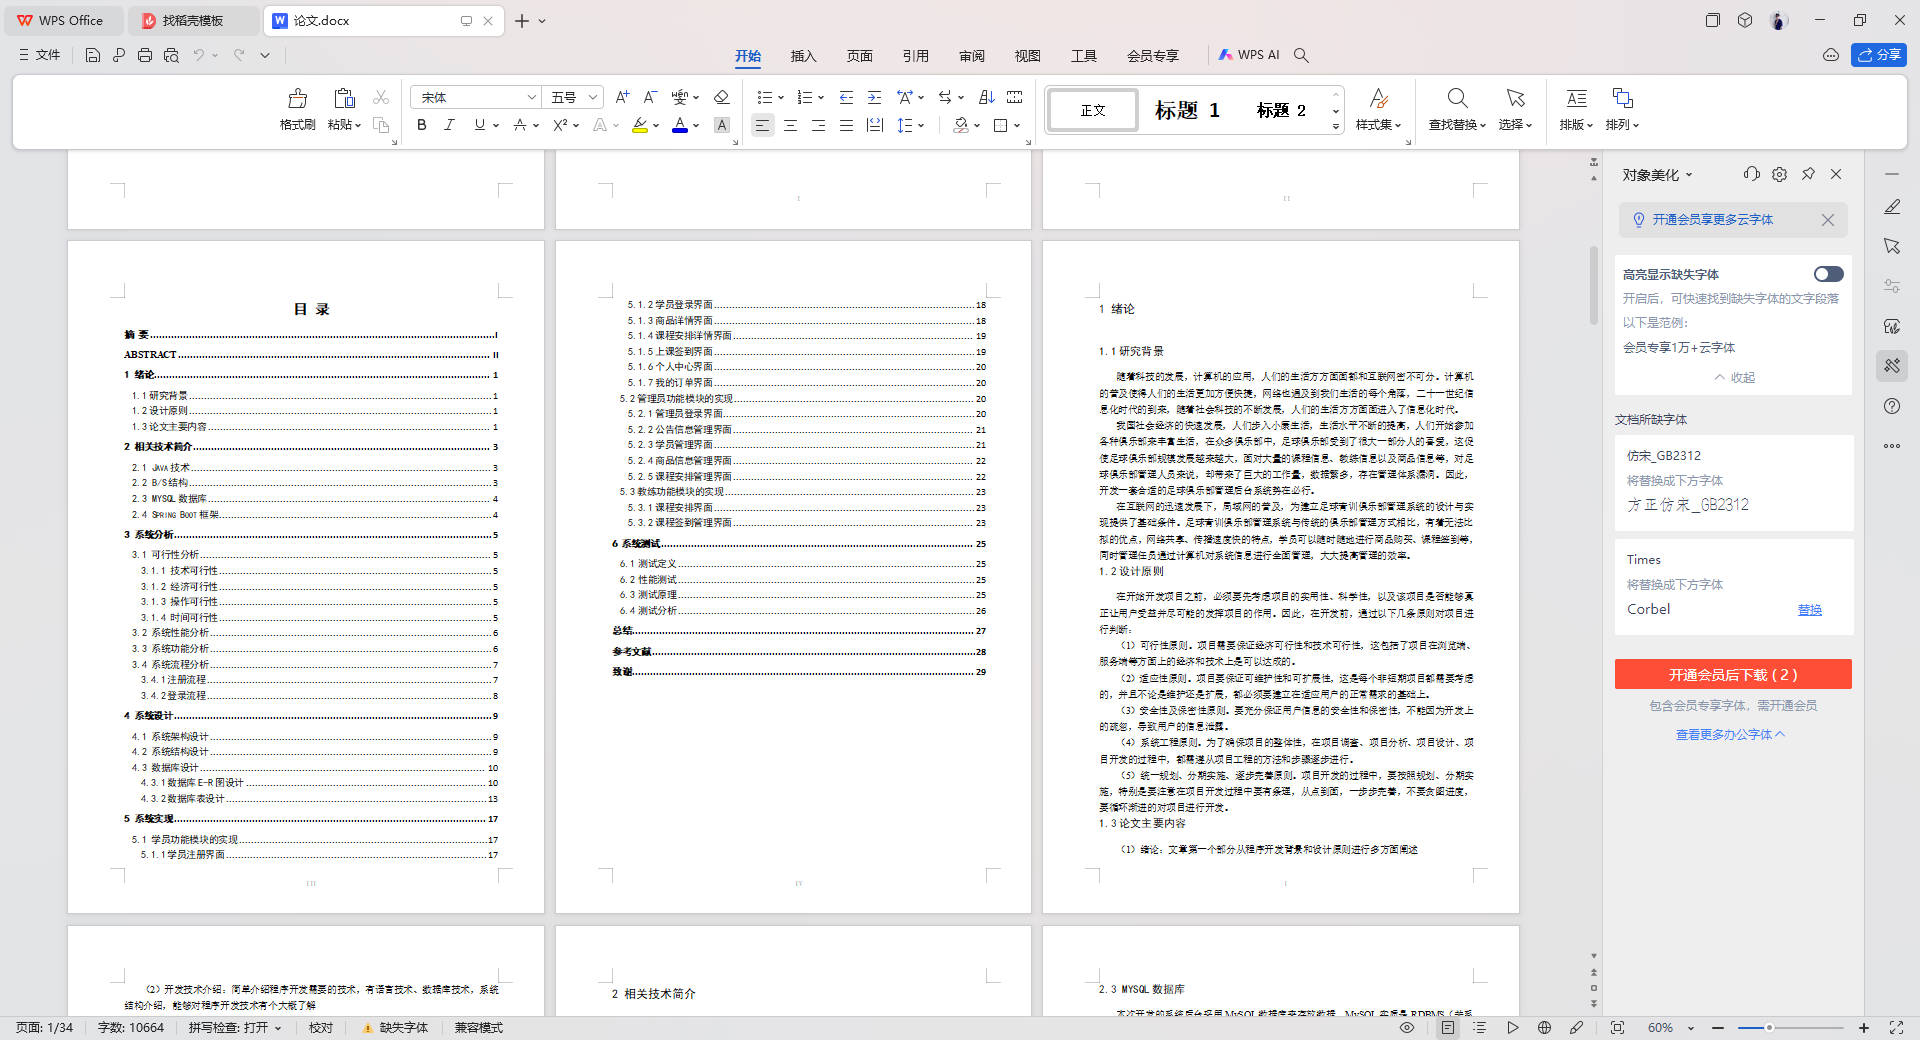 WPS Office
找稻壳模板
论文.docx
文件
开始
插入
页面
引用
审阅
视图
工具
会员专享
WPS AI
分享
格式刷
粘贴
宋体
五号
正文
标题 1
标题 2
样式集
查找替换
选择
排版
排列
I
II
目 录
摘 要 I
ABSTRACT II
1 绪论 1
1.1 研究背景 1
1.2 设计原则 1
1.3 论文主要内容 1
2 相关技术简介 3
2.1 JAVA 技术 3
2.2 B/S 结构 3
2.3 MYSQL 数据库 4
2.4 SPRING BOOT 框架 4
3 系统分析 5
3.1 可行性分析 5
3.1.1 技术可行性 5
3.1.2 经济可行性 5
3.1.3 操作可行性 5
3.1.4 时间可行性 5
3.2 系统性能分析 6
3.3 系统功能分析 6
3.4 系统流程分析 7
3.4.1 注册流程 7
3.4.2 登录流程 8
4 系统设计 9
4.1 系统架构设计 9
4.2 系统结构设计 9
4.3 数据库设计 10
4.3.1 数据库 E-R 图设计 10
4.3.2 数据库表设计 13
5 系统实现 17
5.1 学员功能模块的实现 17
5.1.1 学员注册界面 17
III
5.1.2 学员登录界面 18
5.1.3 商品详情界面 18
5.1.4 课程安排详情界面 19
5.1.5 上课签到界面 19
5.1.6 个人中心界面 20
5.1.7 我的订单界面 20
5.2 管理员功能模块的实现 20
5.2.1 管理员登录界面 20
5.2.2 公告信息管理界面 21
5.2.3 学员管理界面 21
5.2.4 商品信息管理界面 22
5.2.5 课程安排管理界面 22
5.3 教练功能模块的实现 23
5.3.1 课程安排界面 23
5.3.2 课程签到管理界面 23
6 系统测试 25
6.1 测试定义 25
6.2 性能测试 25
6.3 测试原理 25
6.4 测试分析 26
总结 27
参考文献 28
致谢 29
IV
1 绪论
1.1 研究背景
随着科技的发展，计算机的应用，人们的生活方方面面都和互联网密不可分。计算机
的普及使得人们的生活更加方便快捷，网络也遍及到我们生活的每个角落，二十一世纪信
息化时代的到来，随着社会科技的不断发展，人们的生活方方面面进入了信息化时代。
我国社会经济的快速发展，人们步入小康生活，生活水平不断的提高，人们开始参加
各种俱乐部来丰富生活，在众多俱乐部中，足球俱乐部受到了很大一部分人的喜爱，这促
使足球俱乐部规模发展越来越大，面对大量的课程信息、教练信息以及商品信息等，对足
球俱乐部管理人员来说，却带来了巨大的工作量，数据繁多，存在管理体系漏洞。因此，
开发一套合适的足球俱乐部管理后台系统势在必行。
在互联网的迅速发展下，局域网的普及，为建立足球青训俱乐部管理系统的设计与实
现提供了基础条件。足球青训俱乐部管理系统与传统的俱乐部管理方式相比，有着无法比
拟的优点，网络共享、传播速度快的特点，学员可以随时随地进行商品购买、课程签到等，
同时管理任员通过计算机对系统信息进行全面管理，大大提高管理的效率。
1.2 设计原则
在开始开发项目之前，必须要先考虑项目的实用性、科学性，以及该项目是否能够真
正让用户受益并尽可能的发挥项目的作用。因此，在开发前，通过以下几条原则对项目进
行判断：
（1）可行性原则。项目需要保证经济可行性和技术可行性，这包括了项目在浏览端、
服务端等方面上的经济和技术上是可以达成的。
（2）适应性原则。项目要保证可维护性和可扩展性，这是每个非短期项目都需要考虑
的，并且不论是维护还是扩展，都必须要建立在适应用户的正常需求的基础上。
（3）安全性及保密性原则。要充分保证用户信息的安全性和保密性，不能因为开发上
的疏忽，导致用户的信息泄露。
（4）系统工程原则。为了确保项目的整体性，在项目调查、项目分析、项目设计、项
目开发的过程中，都需遵从项目工程的方法和步骤逐步进行。
（5）统一规划、分期实施、逐步完善原则。项目开发的过程中，要按照规划、分期实
施，特别是要注意在项目开发过程中要有条理，从点到面，一步步完善，不要贪图进度，
要循环渐进的对项目进行开发。
1.3 论文主要内容
（1）绪论：文章第一个部分从程序开发背景和设计原则进行多方面阐述
I
（2）开发技术介绍：简单介绍程序开发需要的技术，有语言技术、数据库技术，系统
结构介绍，能够对程序开发技术有个大概了解
2 相关技术简介
2.3 MYSQL 数据库
本次开发的系统后台采用 MySQL 数据库来存放数据，MySQL 实质是 RDBMS（关系
对象美化
开通会员享更多云字体
高亮显示缺失字体
开启后，可快速找到缺失字体的文字段落
以下是范例：
会员专享1万+云字体
收起
文档所缺字体
仿宋_GB2312
将替换成下方字体
方正仿宋_GB2312
Times
将替换成下方字体
Corbel 替换
开通会员后下载 ( 2 )
包含会员专享字体，需开通会员
查看更多办公字体
页面: 1/34
字数: 10664
拼写检查: 打开
校对
缺失字体
兼容模式
60%